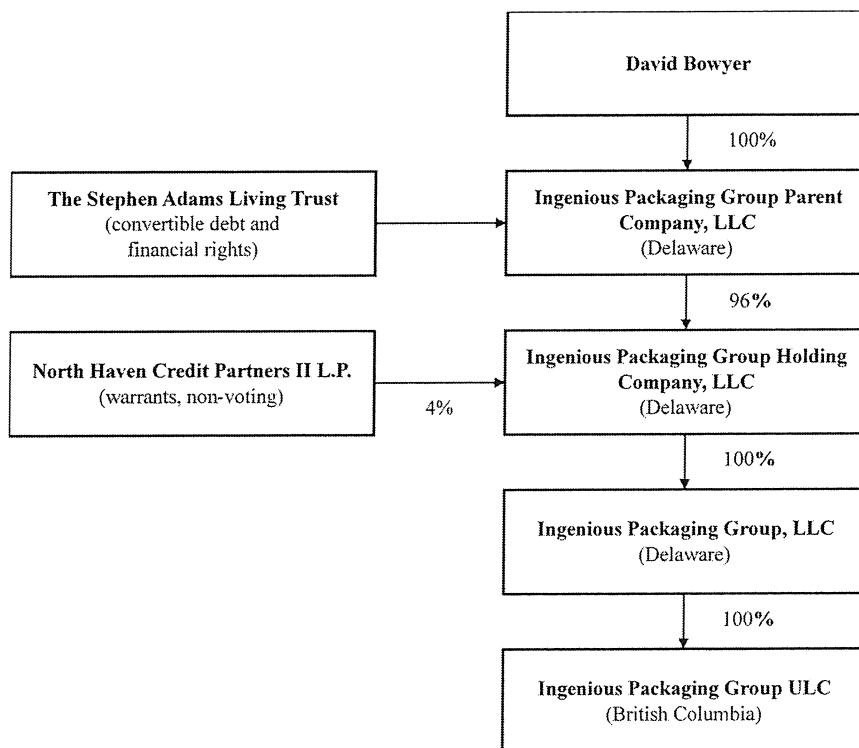 David Bowyer
100%
The Stephen Adams Living Trust
(convertible debt and
financial rights)
Ingenious Packaging Group Parent
Company, LLC
(Delaware)
96%
North Haven Credit Partners II L.P.
(warrants, non-voting)
4%
Ingenious Packaging Group Holding
Company, LLC
(Delaware)
100%
Ingenious Packaging Group, LLC
(Delaware)
100%
Ingenious Packaging Group ULC
(British Columbia)